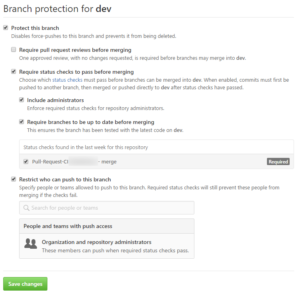 Branch protection for dev
Protect this branch
Disables force-pushes to this branch and prevents it from being deleted.
Require pull request reviews before merging
One approved review, with no changes requested, is required before branches may merge into dev.
Require status checks to pass before merging
Choose which status checks must pass before branches can be merged into dev. When enabled, commits must first be
pushed to another branch, then merged or pushed directly to dev after status checks have passed.
Include administrators
Enforce required status checks for repository administrators.
Require branches to be up to date before merging
This ensures the branch has been tested with the latest code on dev.
Status checks found in the last week for this repository
Pull-Request-CI - merge Required
Restrict who can push to this branch
Specify people or teams allowed to push to this branch. Required status checks will still prevent these people from
merging if the checks fail.
Search for people or teams
People and teams with push access
Organization and repository administrators
These members can push when required status checks pass.
Save changes